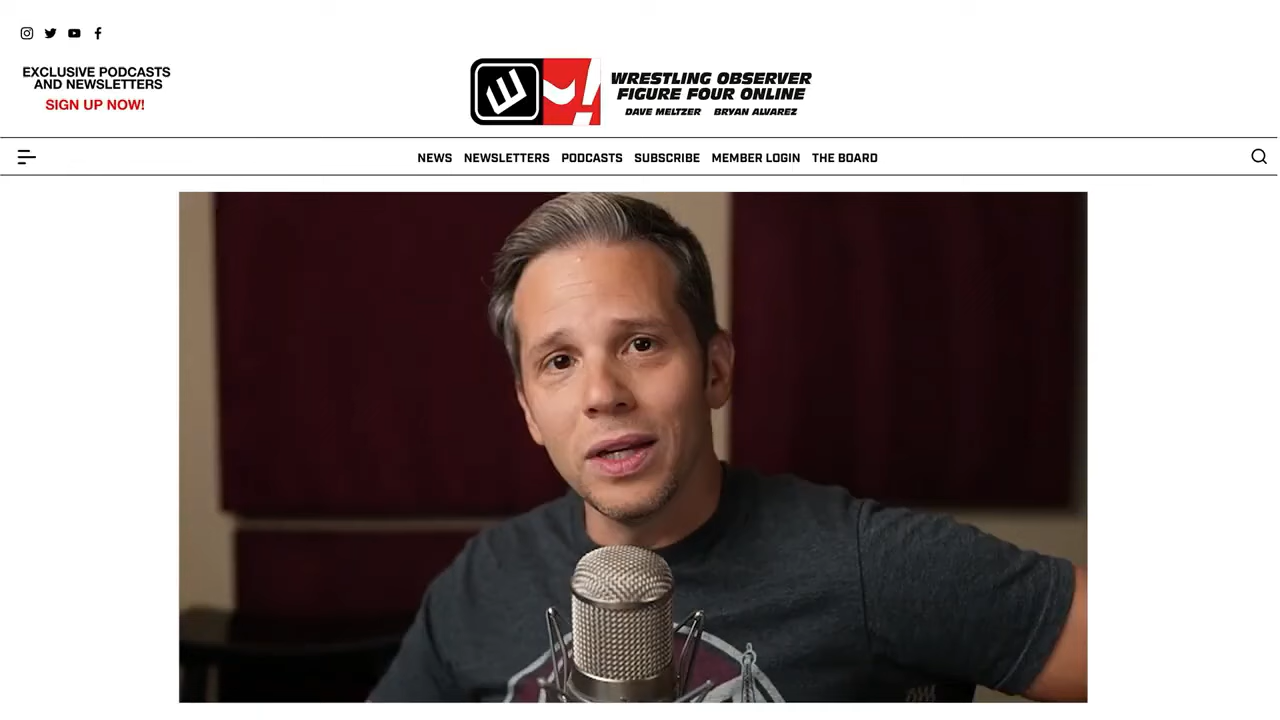 EXCLUSIVE PODCASTS
AND NEWSLETTERS
SIGN UP NOW!
WRESTLING OBSERVER
FIGURE FOUR ONLINE
DAVE MELTZER BRYAN ALVAREZ
NEWS NEWSLETTERS PODCASTS SUBSCRIBE MEMBER LOGIN THE BOARD